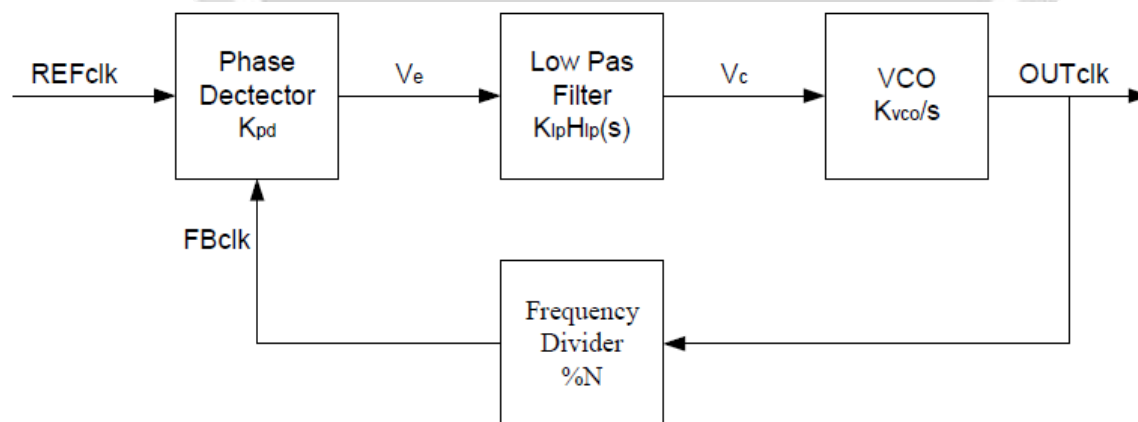 REFclk
Phase
Dectector
Kpd
Ve
Low Pas
Filter
KlpHlp(s)
Vc
VCO
Kvco/s
OUTclk
FBclk
Frequency
Divider
%N